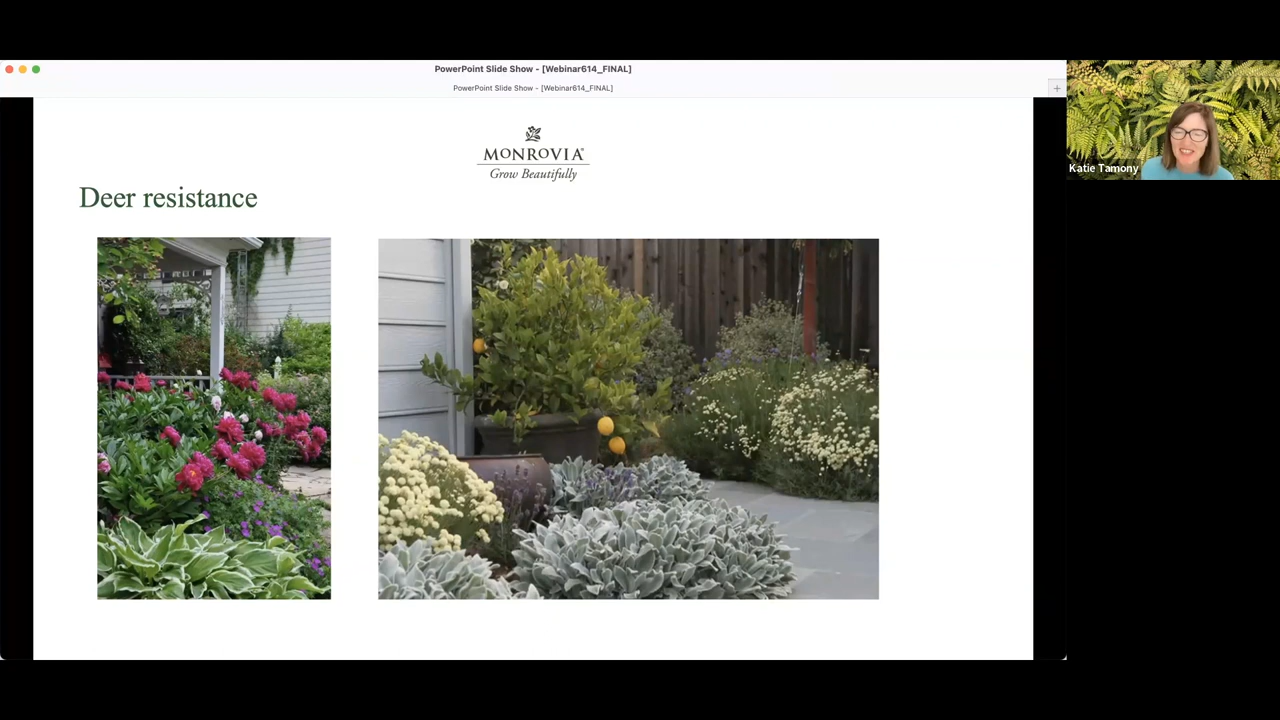 PowerPoint Slide Show - [Webinar614_FINAL]
PowerPoint Slide Show - [Webinar614_FINAL]
+
MONROVIA®
Grow Beautifully
Deer resistance
Katie Tamony